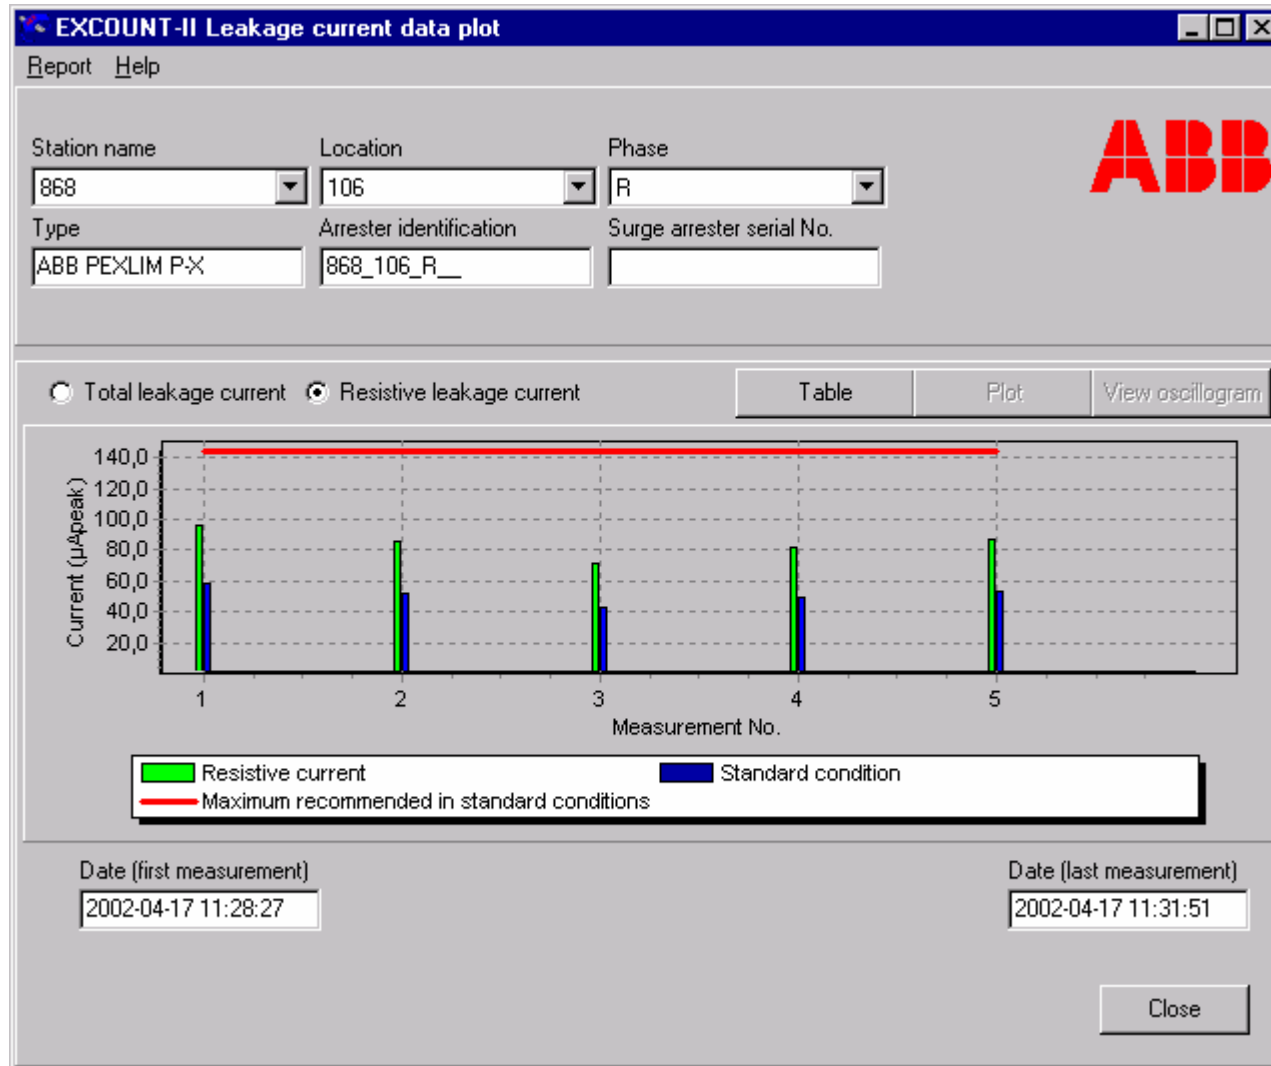 EXCOUNT-II Leakage current data plot
Report Help
ABB
Station name Location Phase
868 106 R
Type Arrester identification Surge arrester serial No.
ABB PEXLIM P-X 868_106_R__
Total leakage current Resistive leakage current Table Plot View oscillogram
Current (µApeak)
140,0
120,0
100,0
80,0
60,0
40,0
20,0
1 2 3 4 5
Measurement No.
Resistive current Standard condition
Maximum recommended in standard conditions
Date (first measurement) Date (last measurement)
2002-04-17 11:28:27 2002-04-17 11:31:51
Close